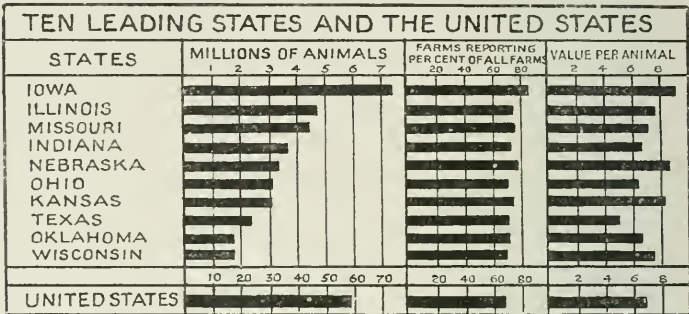 TEN LEADING STATES AND THE UNITED STATES
STATES
MILLIONS OF ANIMALS
1 2 3 4 5 6 7
FARMS REPORTING
PER CENT OF ALL FARMS
20 40 60 80
VALUE PER ANIMAL
2 4 6 8
IOWA
ILLINOIS
MISSOURI
INDIANA
NEBRASKA
OHIO
KANSAS
TEXAS
OKLAHOMA
WISCONSIN
10 20 30 40 50 60 70
20 40 60 80
2 4 6 8
UNITED STATES